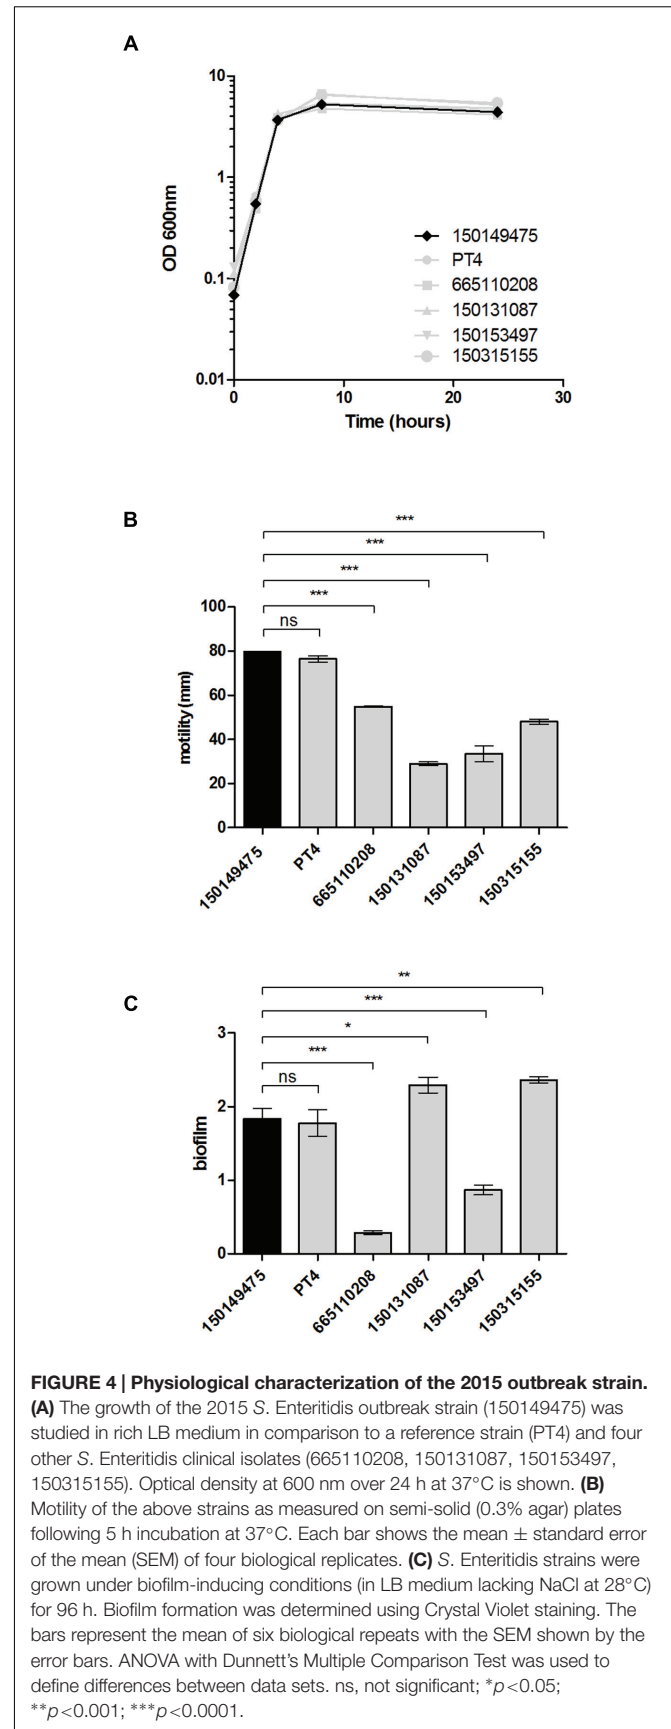 A
10
1
0.1
0.01
OD 600nm
150149475
PT4
665110208
150131087
150153497
150315155
0 10 20 30
Time (hours)
B
***
***
***
***
ns
100
80
60
40
20
0
motility (mm)
150149475
PT4
665110208
150131087
150153497
150315155
C
**
***
*
***
ns
3
2
1
0
biofilm
150149475
PT4
665110208
150131087
150153497
150315155
FIGURE 4 | Physiological characterization of the 2015 outbreak strain.
(A) The growth of the 2015 S. Enteritidis outbreak strain (150149475) was
studied in rich LB medium in comparison to a reference strain (PT4) and four
other S. Enteritidis clinical isolates (665110208, 150131087, 150153497,
150315155). Optical density at 600 nm over 24 h at 37°C is shown. (B)
Motility of the above strains as measured on semi-solid (0.3% agar) plates
following 5 h incubation at 37°C. Each bar shows the mean ± standard error
of the mean (SEM) of four biological replicates. (C) S. Enteritidis strains were
grown under biofilm-inducing conditions (in LB medium lacking NaCl at 28°C)
for 96 h. Biofilm formation was determined using Crystal Violet staining. The
bars represent the mean of six biological repeats with the SEM shown by the
error bars. ANOVA with Dunnett's Multiple Comparison Test was used to
define differences between data sets. ns, not significant; *p<0.05;
**p<0.001; ***p<0.0001.